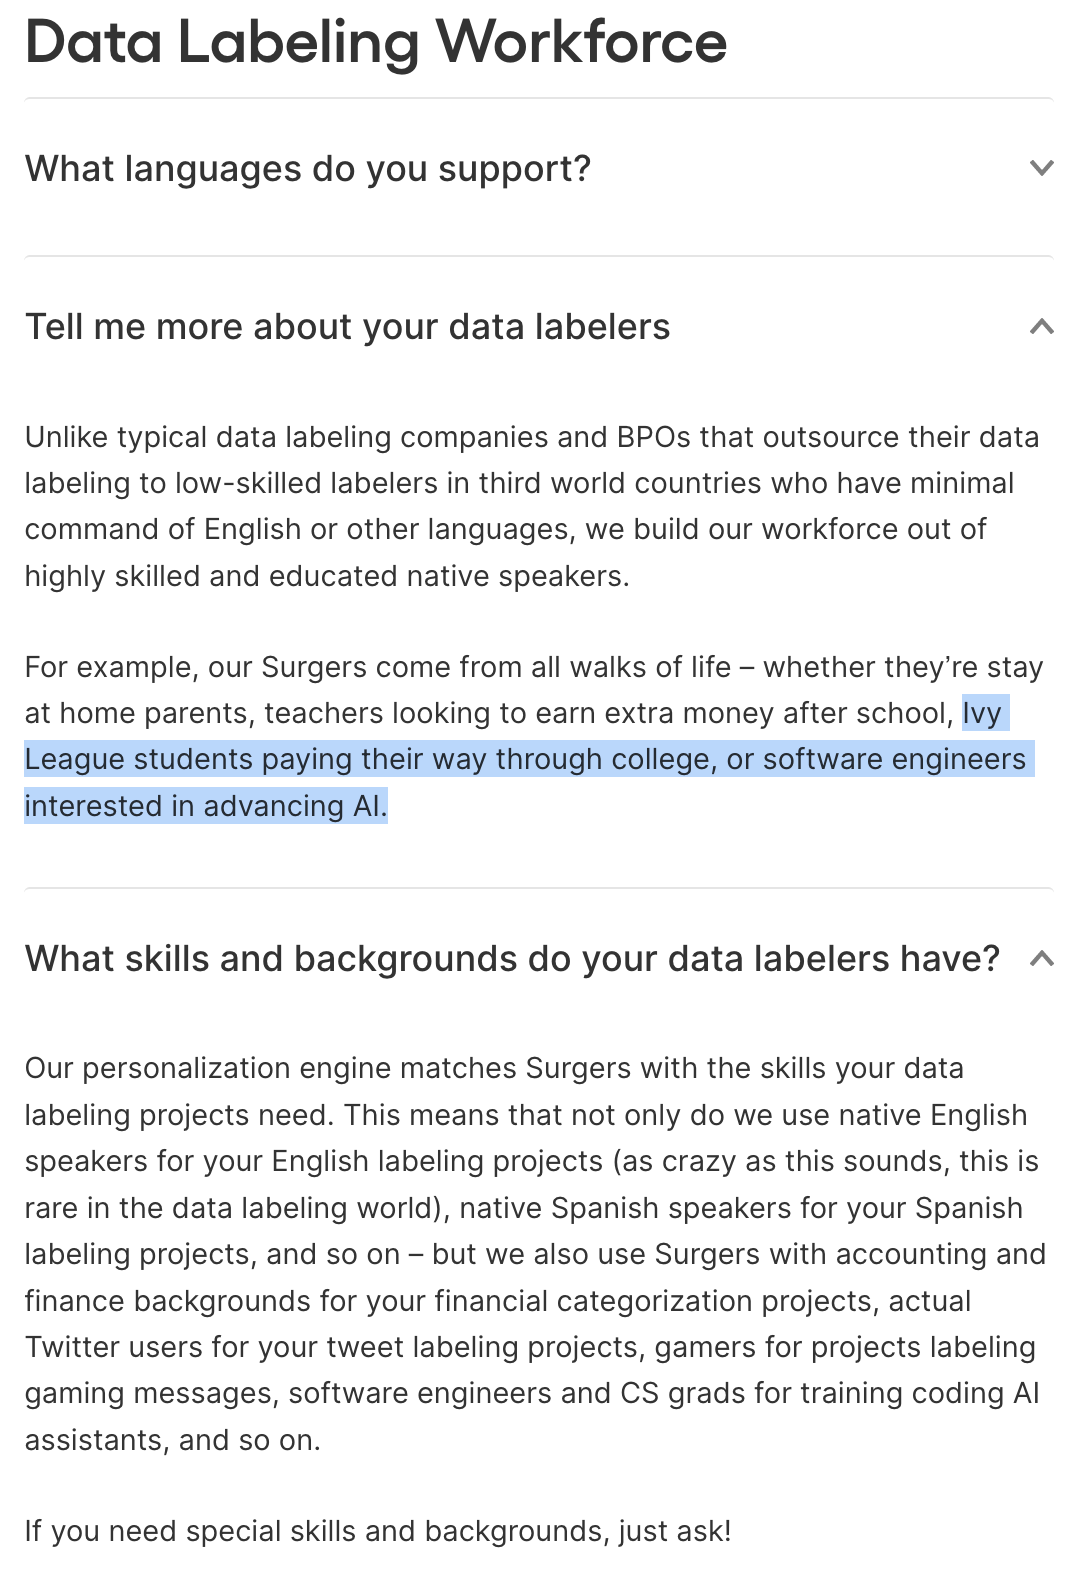 Data Labeling Workforce
What languages do you support?
Tell me more about your data labelers
Unlike typical data labeling companies and BPOs that outsource their data
labeling to low-skilled labelers in third world countries who have minimal
command of English or other languages, we build our workforce out of
highly skilled and educated native speakers.
For example, our Surgers come from all walks of life – whether they’re stay
at home parents, teachers looking to earn extra money after school, Ivy
League students paying their way through college, or software engineers
interested in advancing AI.
What skills and backgrounds do your data labelers have?
Our personalization engine matches Surgers with the skills your data
labeling projects need. This means that not only do we use native English
speakers for your English labeling projects (as crazy as this sounds, this is
rare in the data labeling world), native Spanish speakers for your Spanish
labeling projects, and so on – but we also use Surgers with accounting and
finance backgrounds for your financial categorization projects, actual
Twitter users for your tweet labeling projects, gamers for projects labeling
gaming messages, software engineers and CS grads for training coding AI
assistants, and so on.
If you need special skills and backgrounds, just ask!